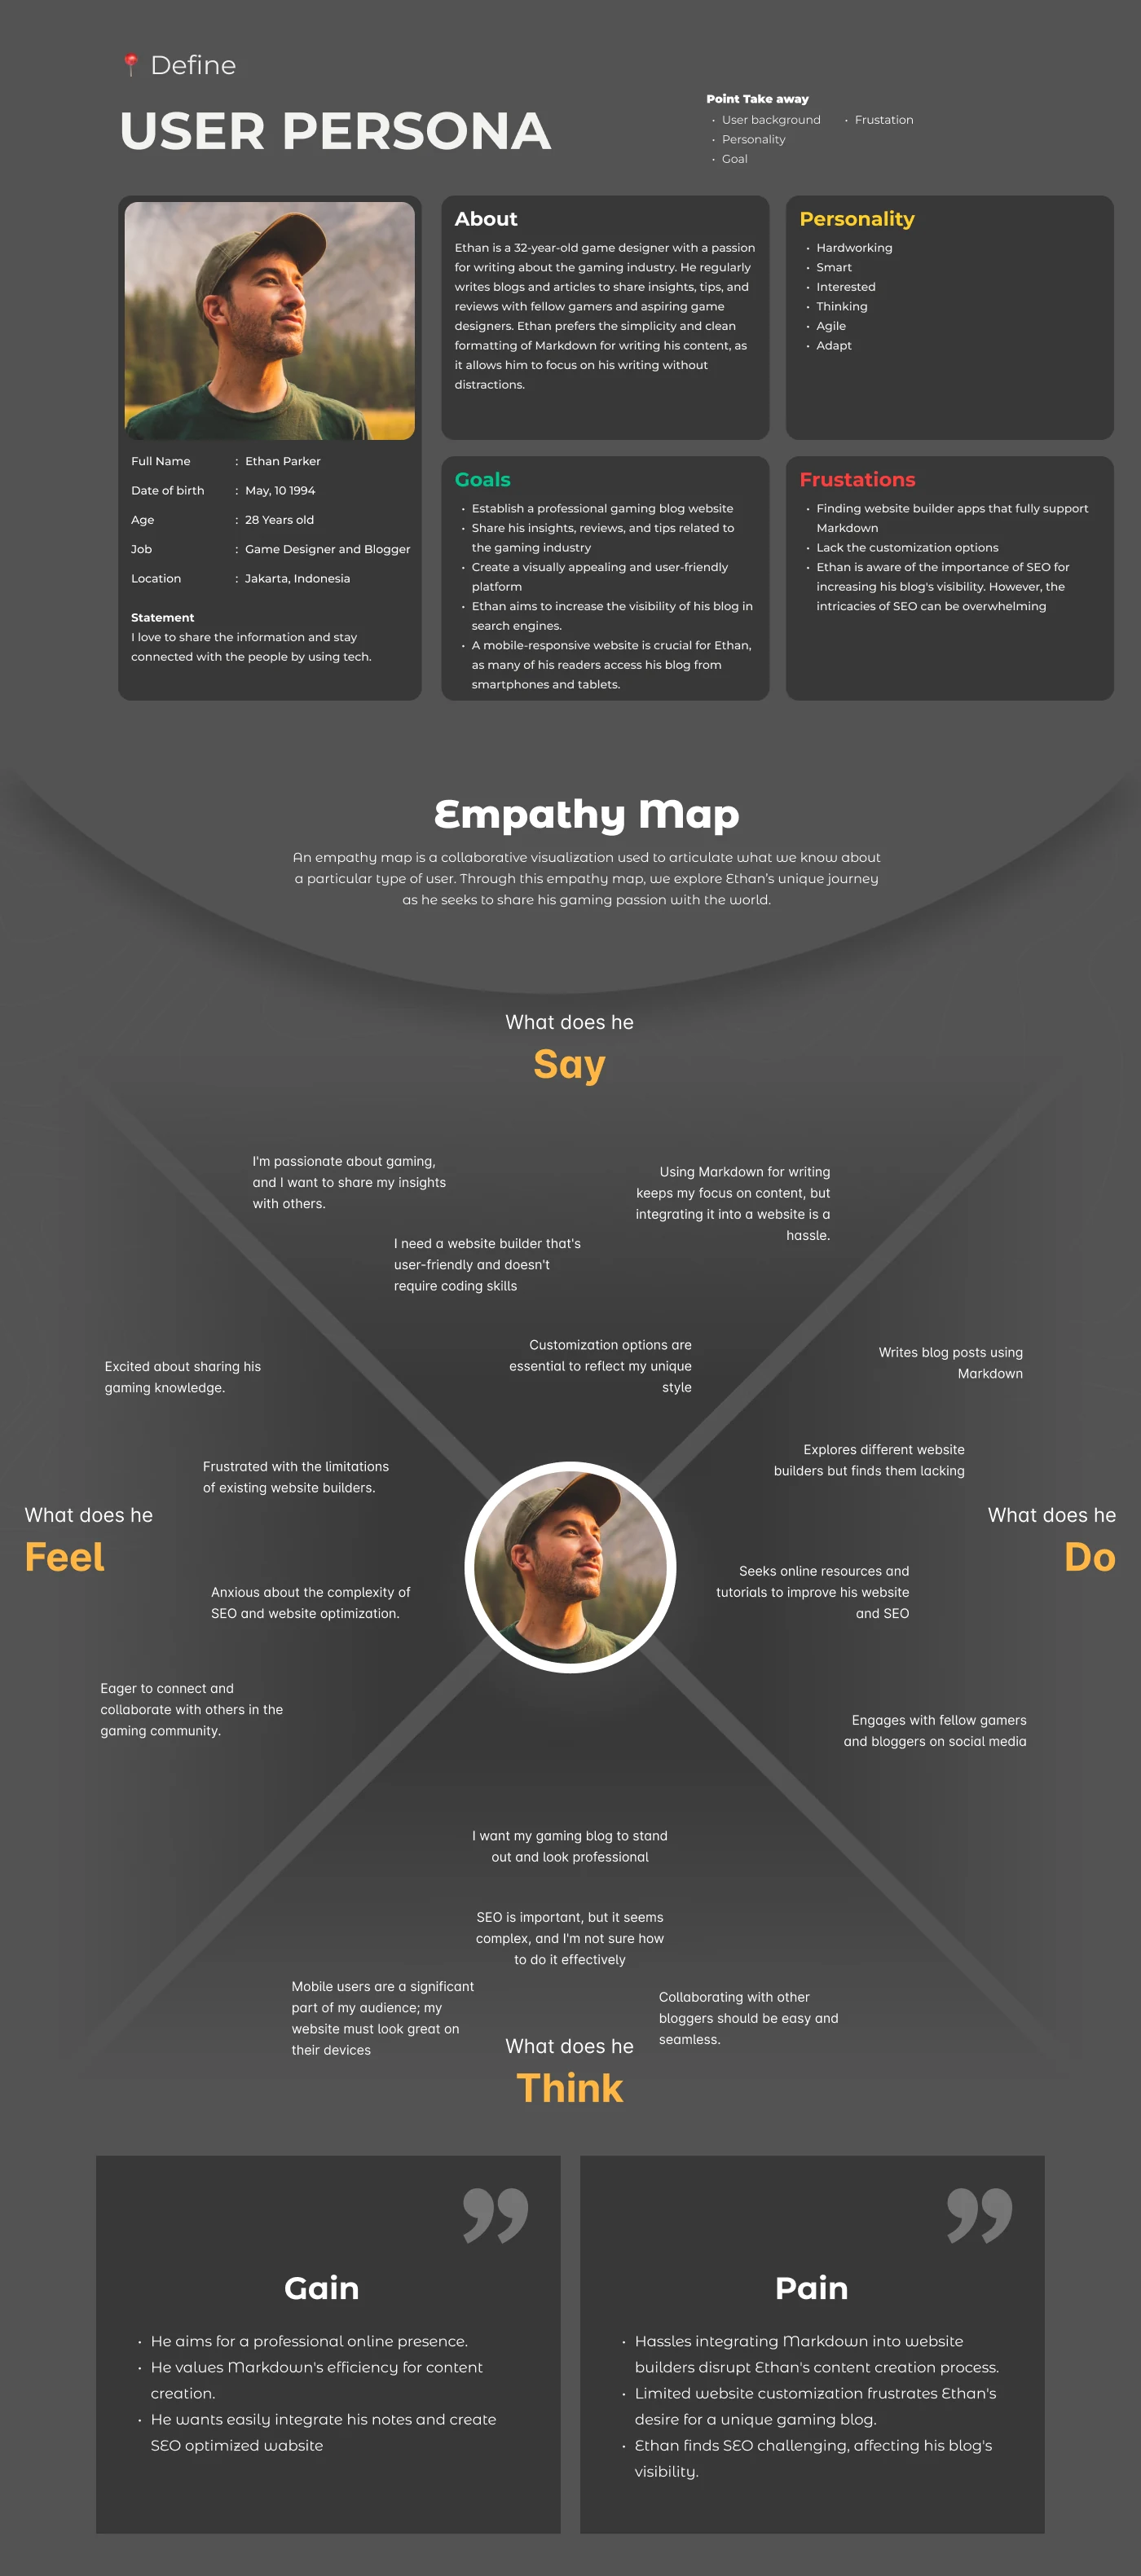 Define
USER PERSONA
Point Take away
• User background
• Personality
• Goal
• Frustation
Full Name : Ethan Parker
Date of birth : May, 10 1994
Age : 28 Years old
Job : Game Designer and Blogger
Location : Jakarta, Indonesia
Statement
I love to share the information and stay
connected with the people by using tech.
About
Ethan is a 32-year-old game designer with a passion
for writing about the gaming industry. He regularly
writes blogs and articles to share insights, tips, and
reviews with fellow gamers and aspiring game
designers. Ethan prefers the simplicity and clean
formatting of Markdown for writing his content, as
it allows him to focus on his writing without
distractions.
Personality
• Hardworking
• Smart
• Interested
• Thinking
• Agile
• Adapt
Goals
• Establish a professional gaming blog website
• Share his insights, reviews, and tips related to
the gaming industry
• Create a visually appealing and user-friendly
platform
• Ethan aims to increase the visibility of his blog in
search engines.
• A mobile-responsive website is crucial for Ethan,
as many of his readers access his blog from
smartphones and tablets.
Frustations
• Finding website builder apps that fully support
Markdown
• Lack the customization options
• Ethan is aware of the importance of SEO for
increasing his blog's visibility. However, the
intricacies of SEO can be overwhelming
Empathy Map
An empathy map is a collaborative visualization used to articulate what we know about
a particular type of user. Through this empathy map, we explore Ethan's unique journey
as he seeks to share his gaming passion with the world.
What does he
Say
I'm passionate about gaming,
and I want to share my insights
with others.
Using Markdown for writing
keeps my focus on content, but
integrating it into a website is a
hassle.
I need a website builder that's
user-friendly and doesn't
require coding skills
Customization options are
essential to reflect my unique
style
What does he
Feel
Excited about sharing his
gaming knowledge.
Frustrated with the limitations
of existing website builders.
Anxious about the complexity of
SEO and website optimization.
Eager to connect and
collaborate with others in the
gaming community.
What does he
Do
Writes blog posts using
Markdown
Explores different website
builders but finds them lacking
Seeks online resources and
tutorials to improve his website
and SEO
Engages with fellow gamers
and bloggers on social media
I want my gaming blog to stand
out and look professional
SEO is important, but it seems
complex, and I'm not sure how
to do it effectively
Mobile users are a significant
part of my audience; my
website must look great on
their devices
Collaborating with other
bloggers should be easy and
seamless.
What does he
Think
”
Gain
• He aims for a professional online presence.
• He values Markdown's efficiency for content
creation.
• He wants easily integrate his notes and create
SEO optimized wabsite
”
Pain
• Hassles integrating Markdown into website
builders disrupt Ethan's content creation process.
• Limited website customization frustrates Ethan's
desire for a unique gaming blog.
• Ethan finds SEO challenging, affecting his blog's
visibility.